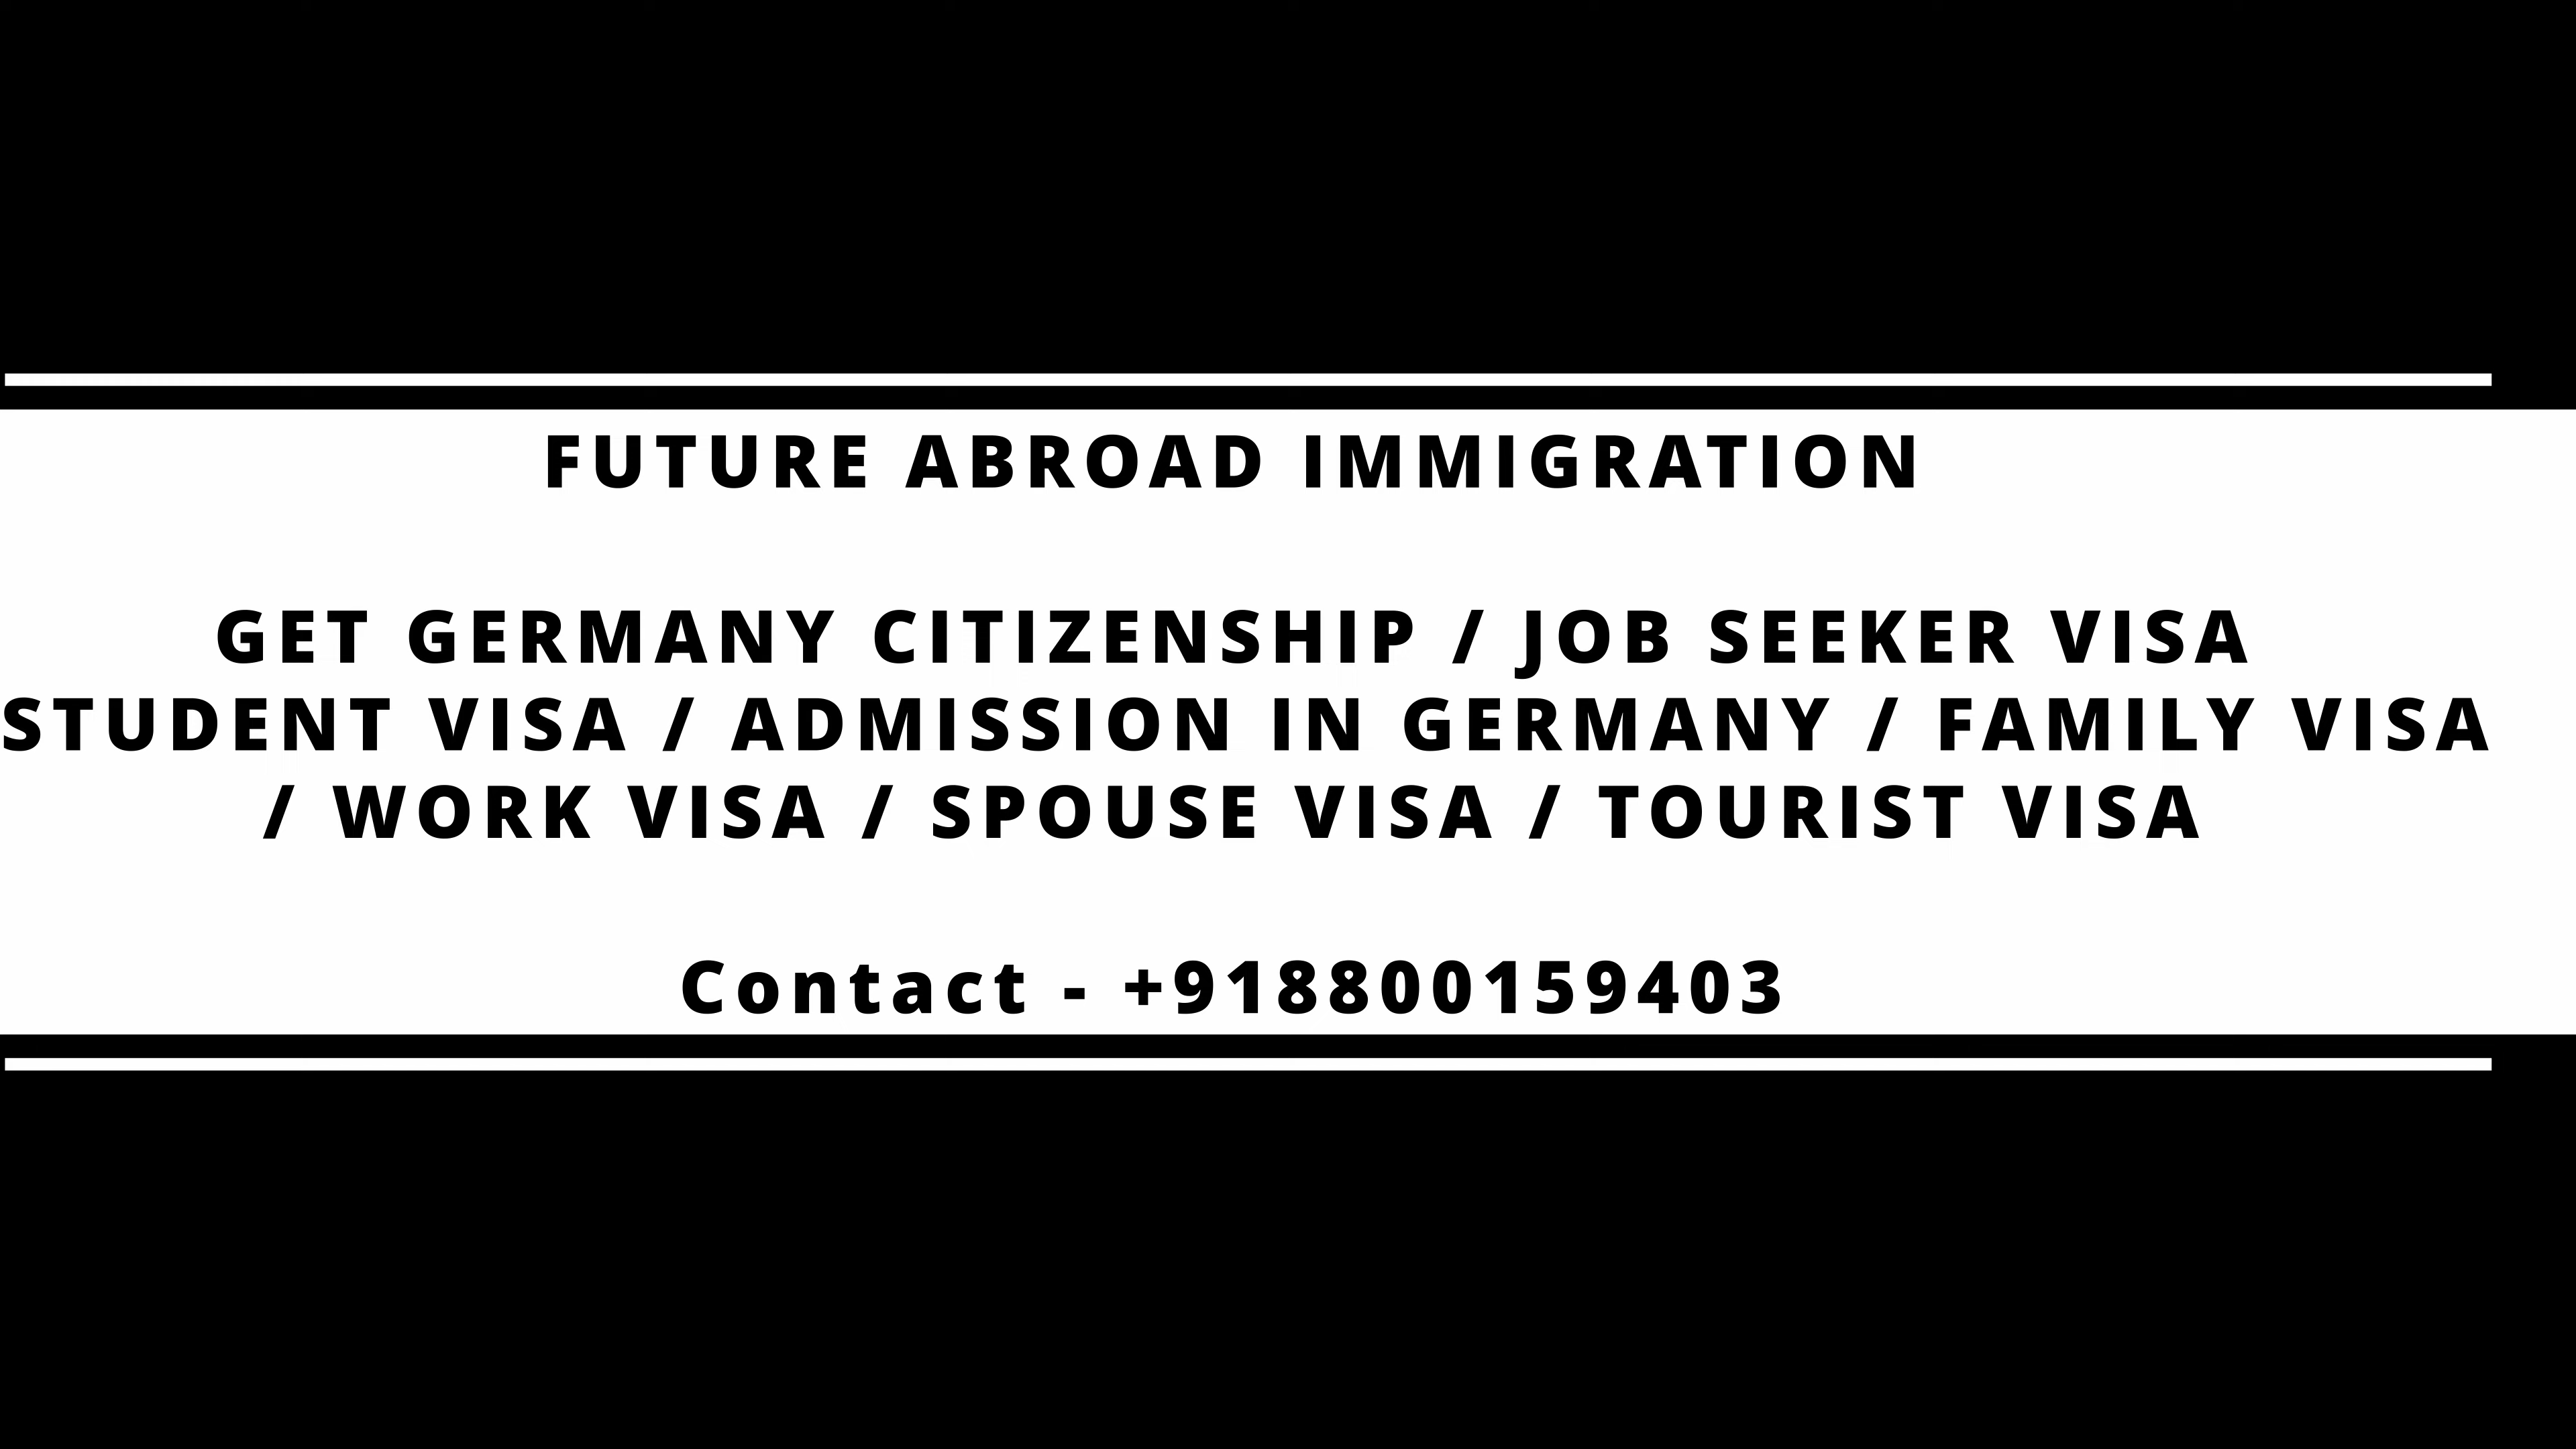 FUTURE ABROAD IMMIGRATION
GET GERMANY CITIZENSHIP / JOB SEEKER VISA
STUDENT VISA / ADMISSION IN GERMANY / FAMILY VISA
/ WORK VISA / SPOUSE VISA / TOURIST VISA
Contact - +918800159403